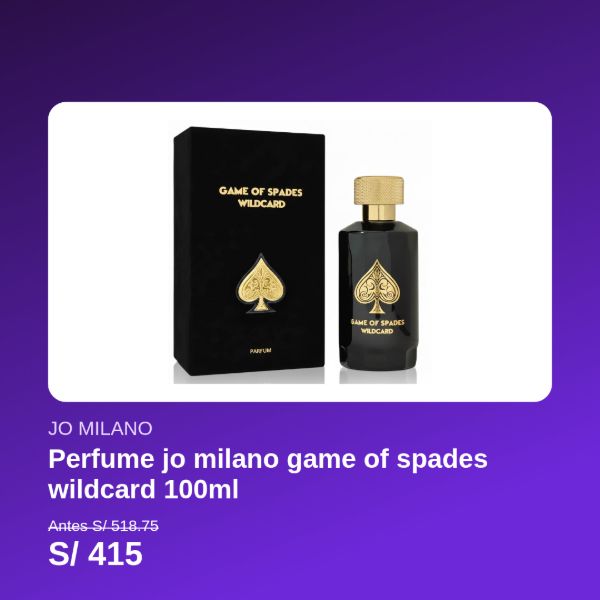 GAME OF SPADES
WILDCARD
PARFUM
GAME OF SPADES
WILDCARD
JO MILANO
Perfume jo milano game of spades
wildcard 100ml
Antes S/ 518.75
S/ 415